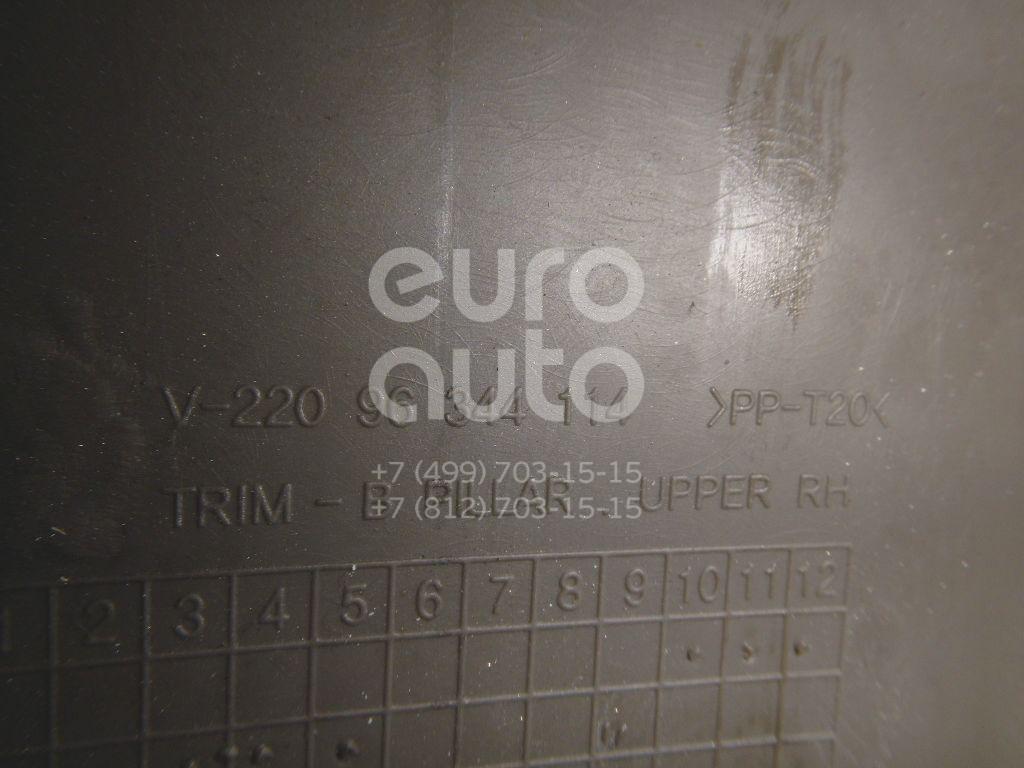 euro
auto
V-220 96 344 114 >PP-T20<
+7 (499) 703-15-15
TRIM - B PILLAR UPPER RH
+7 (812) 703-15-15
1 2 3 4 5 6 7 8 9 10 11 12